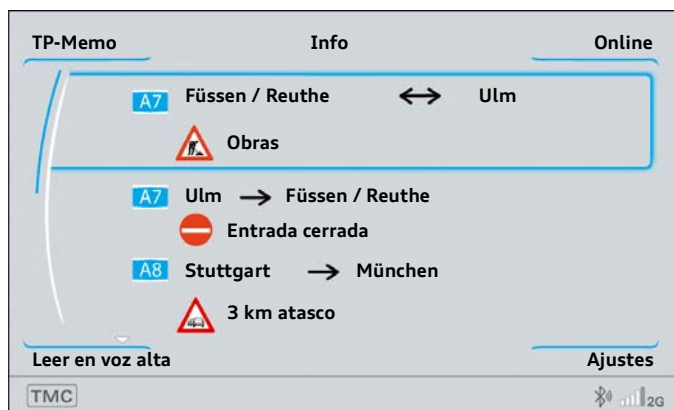 TP-Memo Info Online
A7 Füssen / Reuthe ↔ Ulm
Obras
A7 Ulm → Füssen / Reuthe
Entrada cerrada
A8 Stuttgart → München
3 km atasco
Leer en voz alta Ajustes
TMC 2G